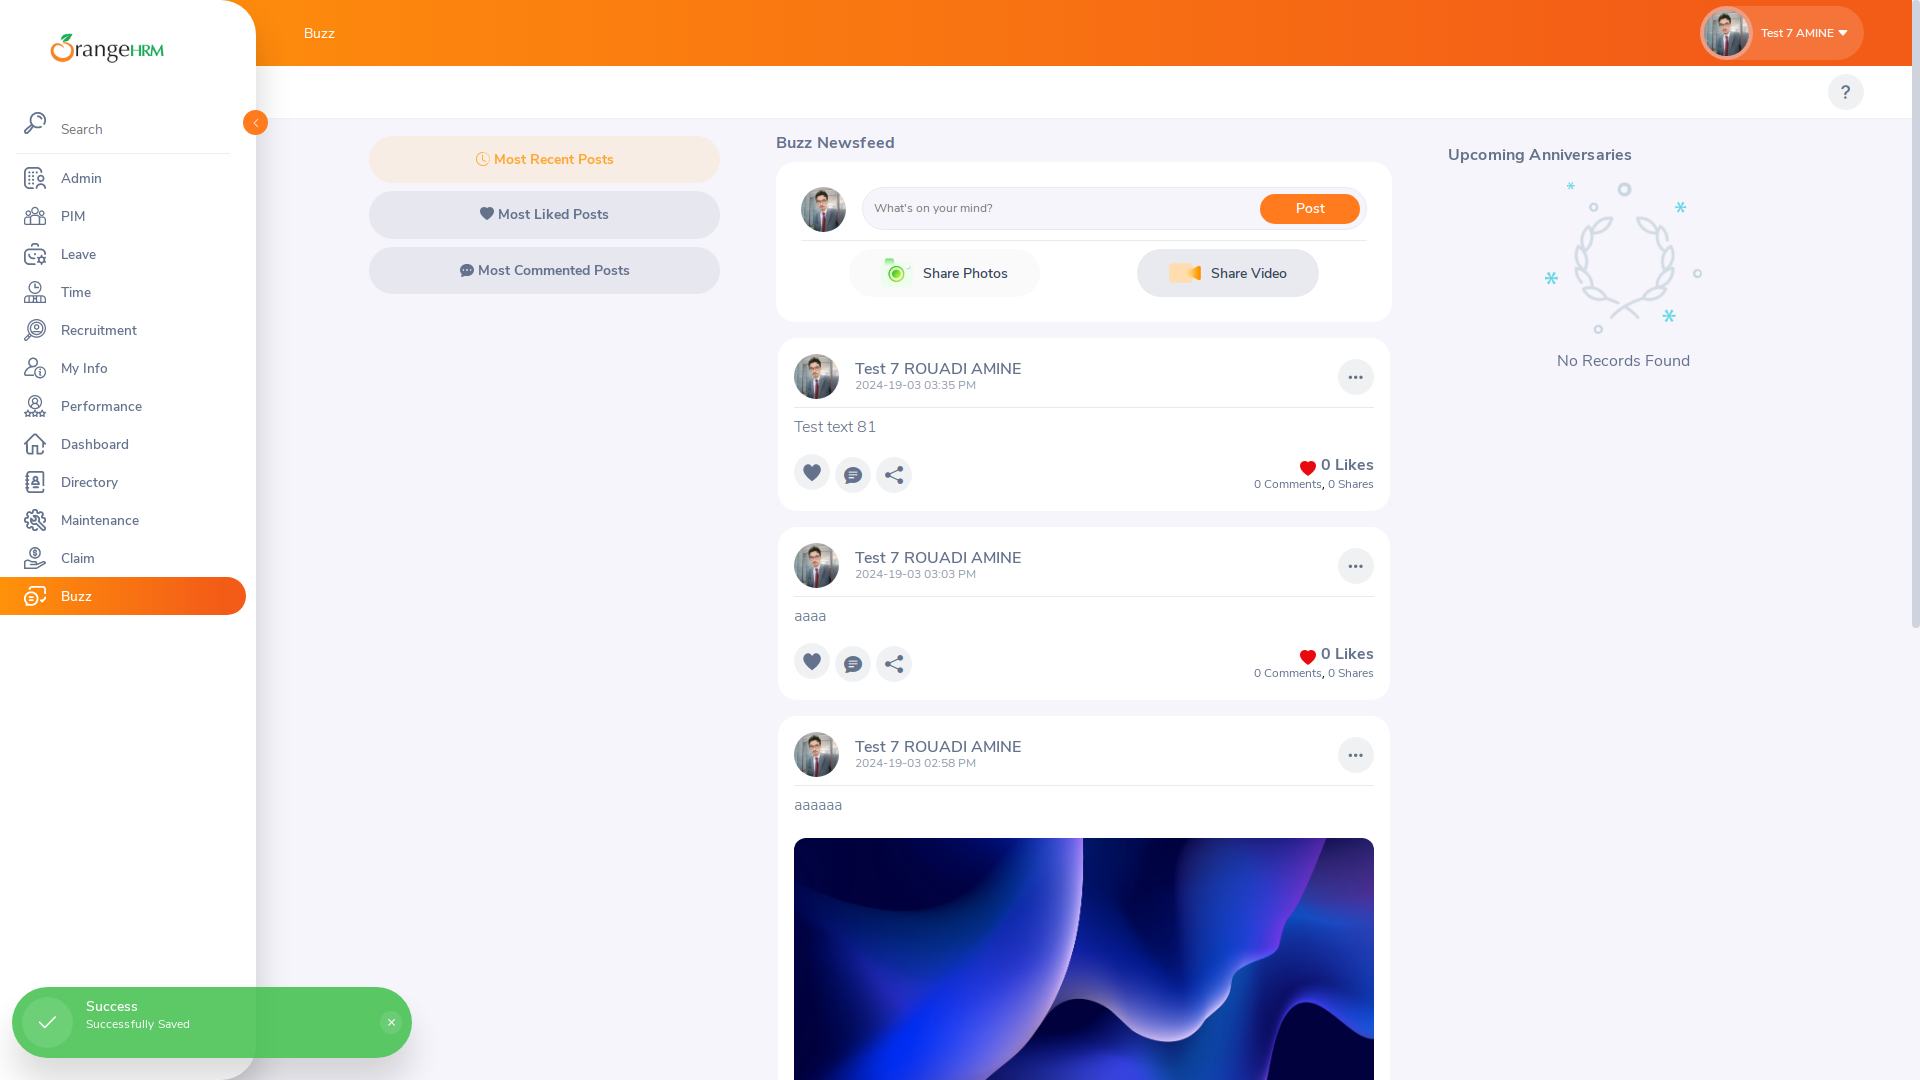 OrangeHRM
Search
Admin
PIM
Leave
Time
Recruitment
My Info
Performance
Dashboard
Directory
Maintenance
Claim
Buzz
Buzz
Test 7 AMINE
?
Most Recent Posts
Most Liked Posts
Most Commented Posts
Buzz Newsfeed
What's on your mind?
Post
Share Photos
Share Video
Test 7 ROUADI AMINE
2024-19-03 03:35 PM
Test text 81
0 Likes
0 Comments, 0 Shares
Test 7 ROUADI AMINE
2024-19-03 03:03 PM
aaaa
0 Likes
0 Comments, 0 Shares
Test 7 ROUADI AMINE
2024-19-03 02:58 PM
aaaaaa
Upcoming Anniversaries
No Records Found
Success
Successfully Saved